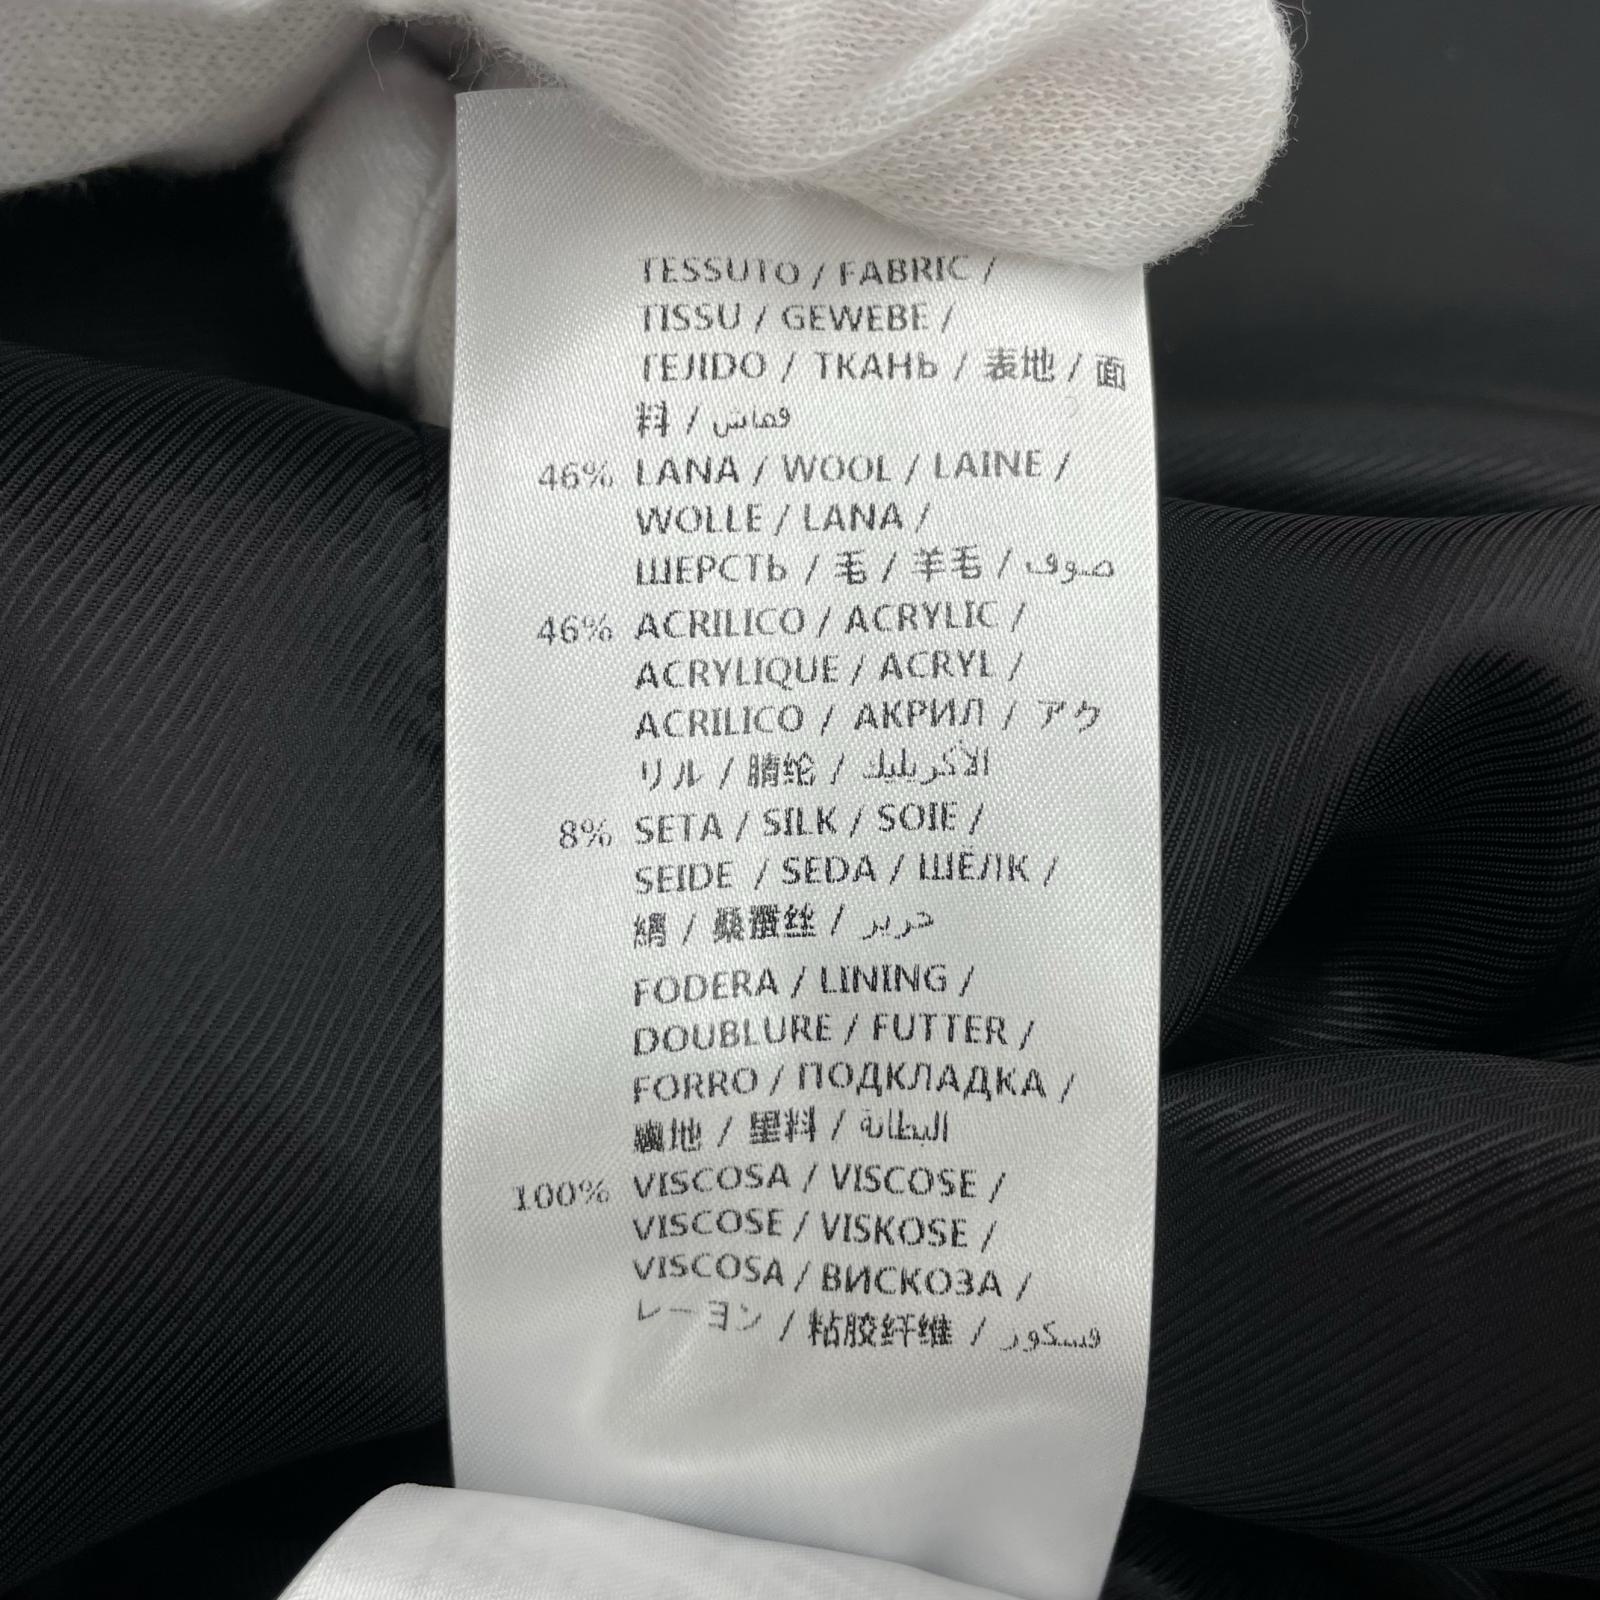 TESSUTO / FABRIC /
TISSU / GEWEBE /
TEJIDO / ТКАНЬ / 表地 / 面
料 / قماش
46% LANA / WOOL / LAINE /
WOLLE / LANA /
ШЕРСТЬ / 毛 / 羊毛 / صوف
46% ACRILICO / ACRYLIC /
ACRYLIQUE / ACRYL /
ACRILICO / АКРИЛ / アク
リル / 腈纶 / الأكريليك
8% SETA / SILK / SOIE /
SEIDE / SEDA / ШЁЛК /
絹 / 桑蚕丝 / حرير
FODERA / LINING /
DOUBLURE / FUTTER /
FORRO / ПОДКЛАДКА /
裏地 / 里料 / البطانة
100% VISCOSA / VISCOSE /
VISCOSE / VISKOSE /
VISCOSA / ВИСКОЗА /
レーヨン / 粘胶纤维 / فسكوز